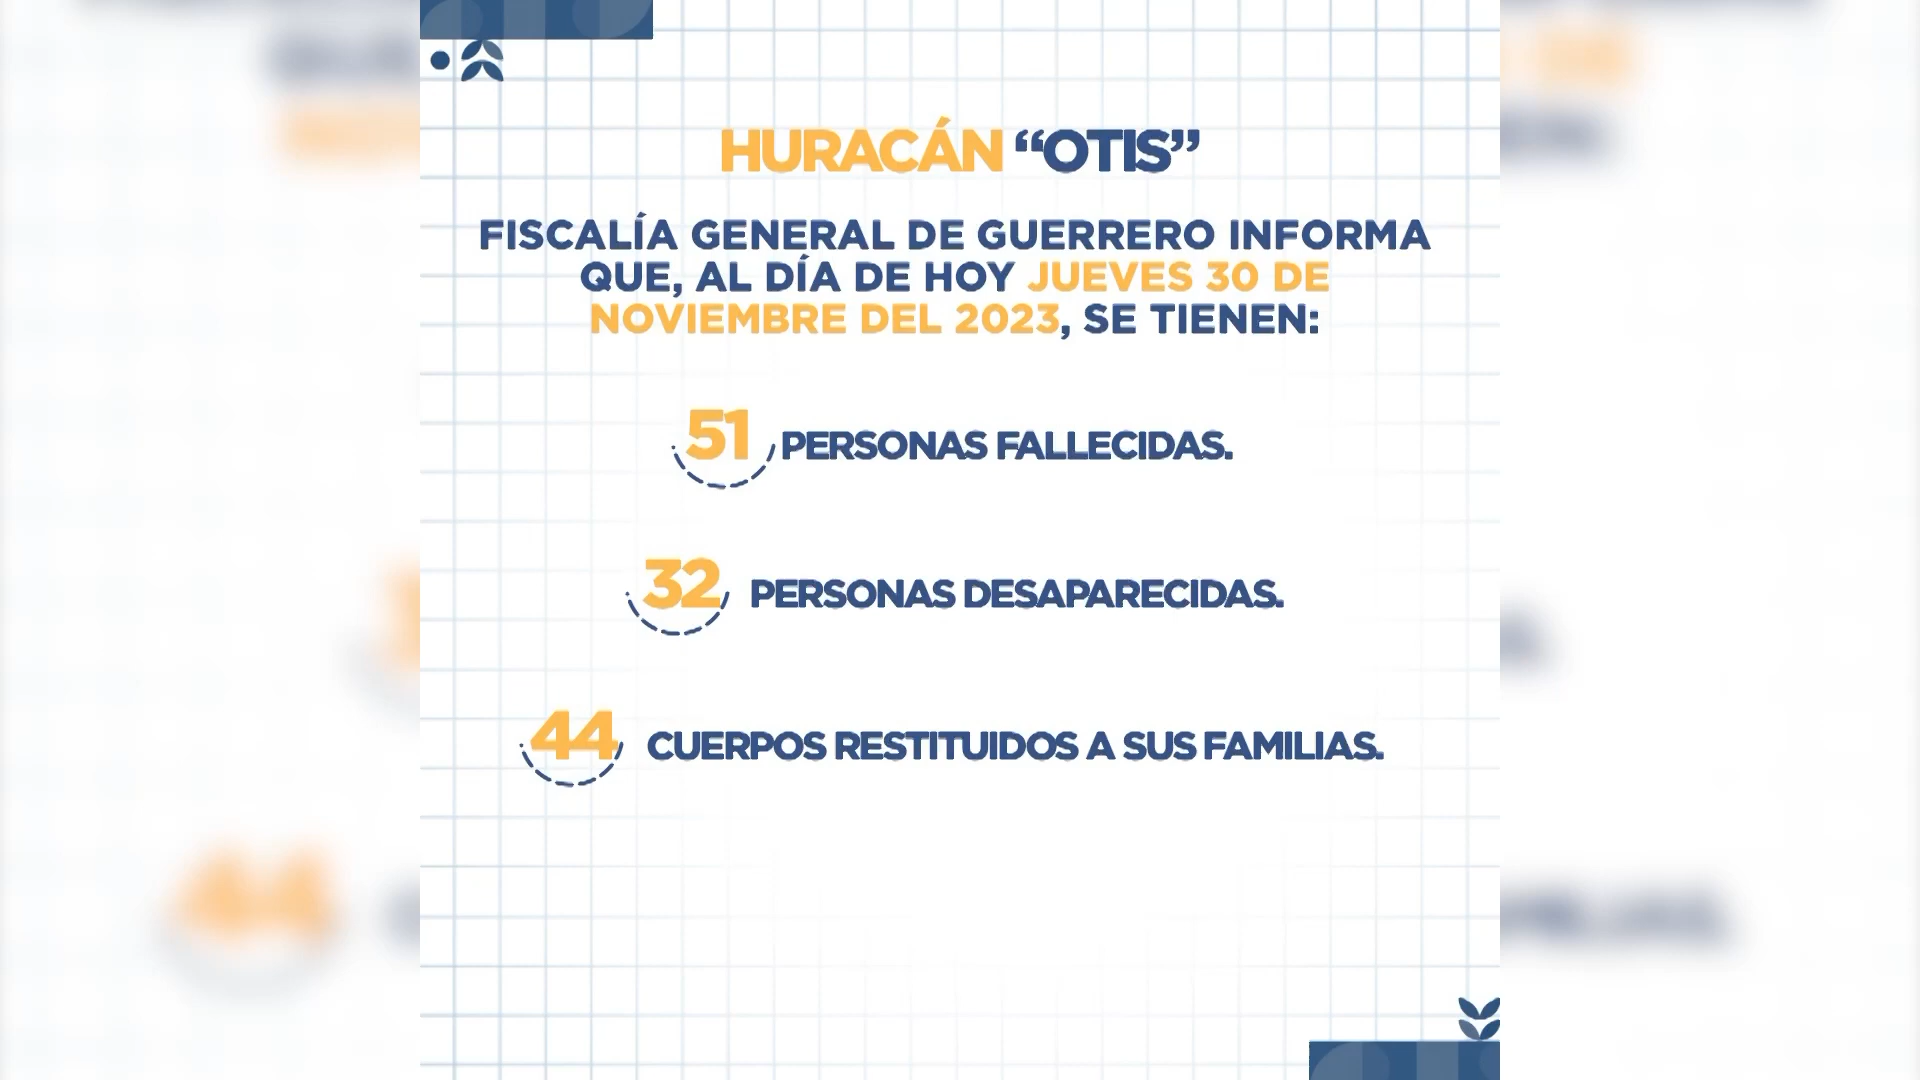 HURACÁN “OTIS”
FISCALÍA GENERAL DE GUERRERO INFORMA
QUE, AL DÍA DE HOY JUEVES 30 DE
NOVIEMBRE DEL 2023, SE TIENEN:
51 PERSONAS FALLECIDAS.
32 PERSONAS DESAPARECIDAS.
44 CUERPOS RESTITUIDOS A SUS FAMILIAS.